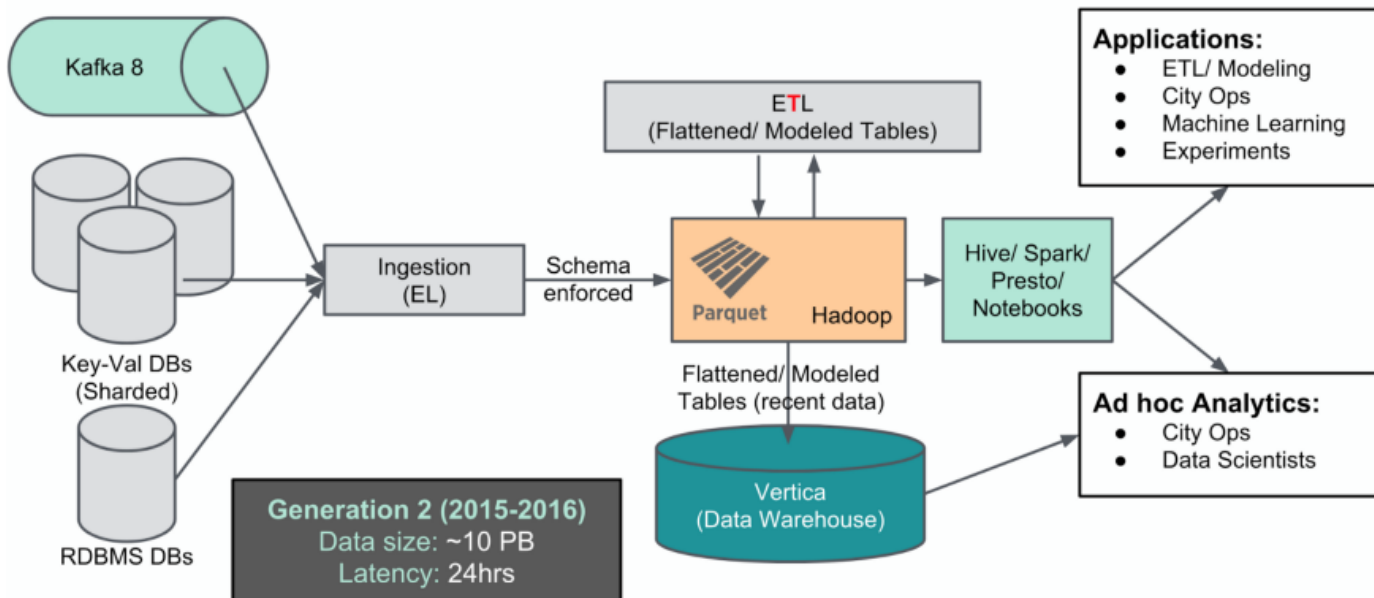 Kafka 8
Key-Val DBs
(Sharded)
RDBMS DBs
Ingestion
(EL)
Schema
enforced
ETL
(Flattened/ Modeled Tables)
Parquet
Hadoop
Flattened/ Modeled
Tables (recent data)
Vertica
(Data Warehouse)
Hive/ Spark/
Presto/
Notebooks
Applications:
● ETL/ Modeling
● City Ops
● Machine Learning
● Experiments
Ad hoc Analytics:
● City Ops
● Data Scientists
Generation 2 (2015-2016)
Data size: ~10 PB
Latency: 24hrs